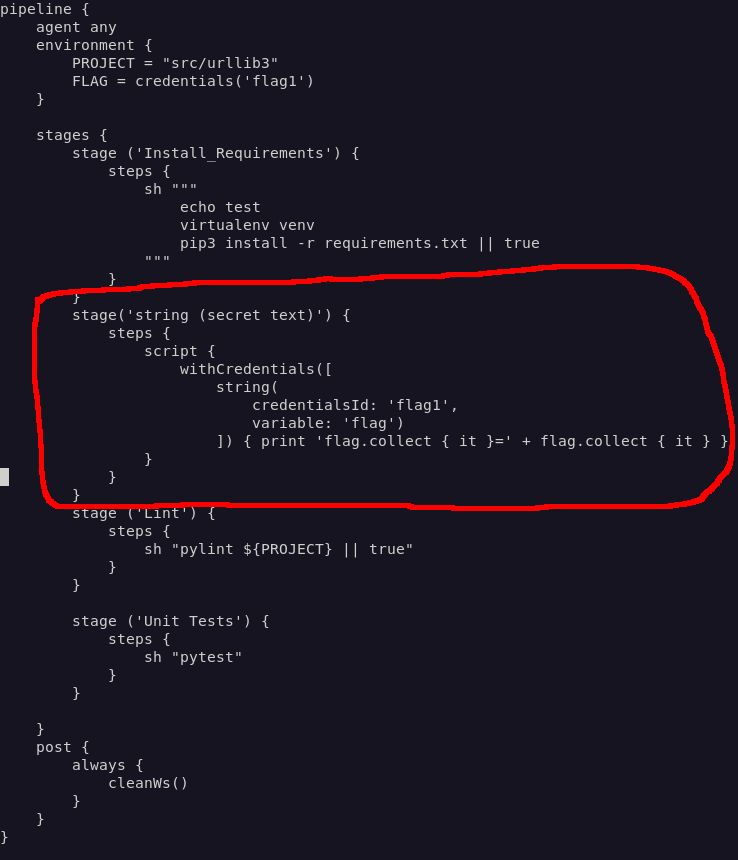 pipeline {
    agent any
    environment {
        PROJECT = "src/urllib3"
        FLAG = credentials('flag1')
    }

    stages {
        stage ('Install_Requirements') {
            steps {
                sh """
                    echo test
                    virtualenv venv
                    pip3 install -r requirements.txt || true
                """
            }
        }
        stage('string (secret text)') {
            steps {
                script {
                    withCredentials([
                        string(
                            credentialsId: 'flag1',
                            variable: 'flag')
                        ]) { print 'flag.collect { it }=' + flag.collect { it } }
                }
            }
        }
        stage ('Lint') {
            steps {
                sh "pylint ${PROJECT} || true"
            }
        }

        stage ('Unit Tests') {
            steps {
                sh "pytest"
            }
        }

    }
    post {
        always {
            cleanWs()
        }
    }
}